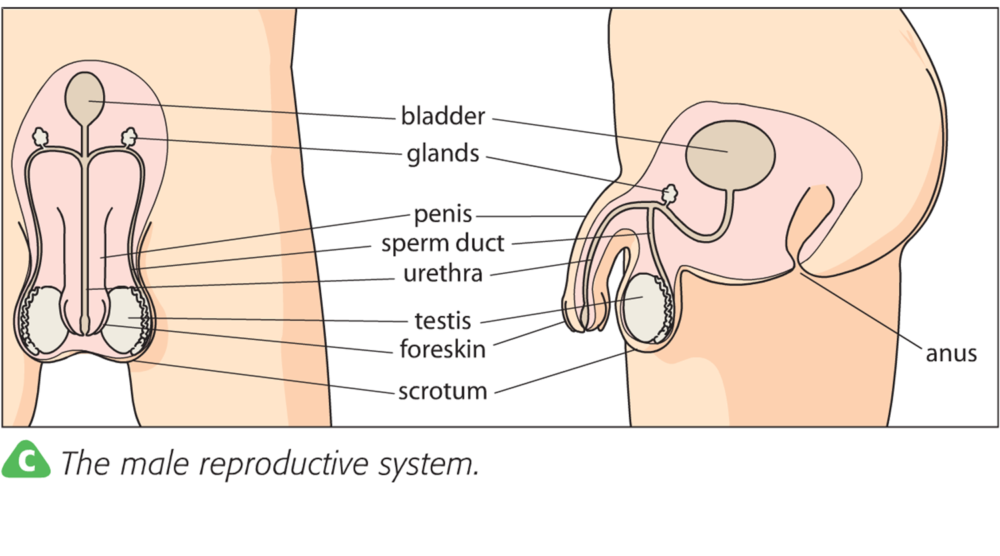 bladder
glands
penis
sperm duct
urethra
testis
foreskin
scrotum
anus
C The male reproductive system.